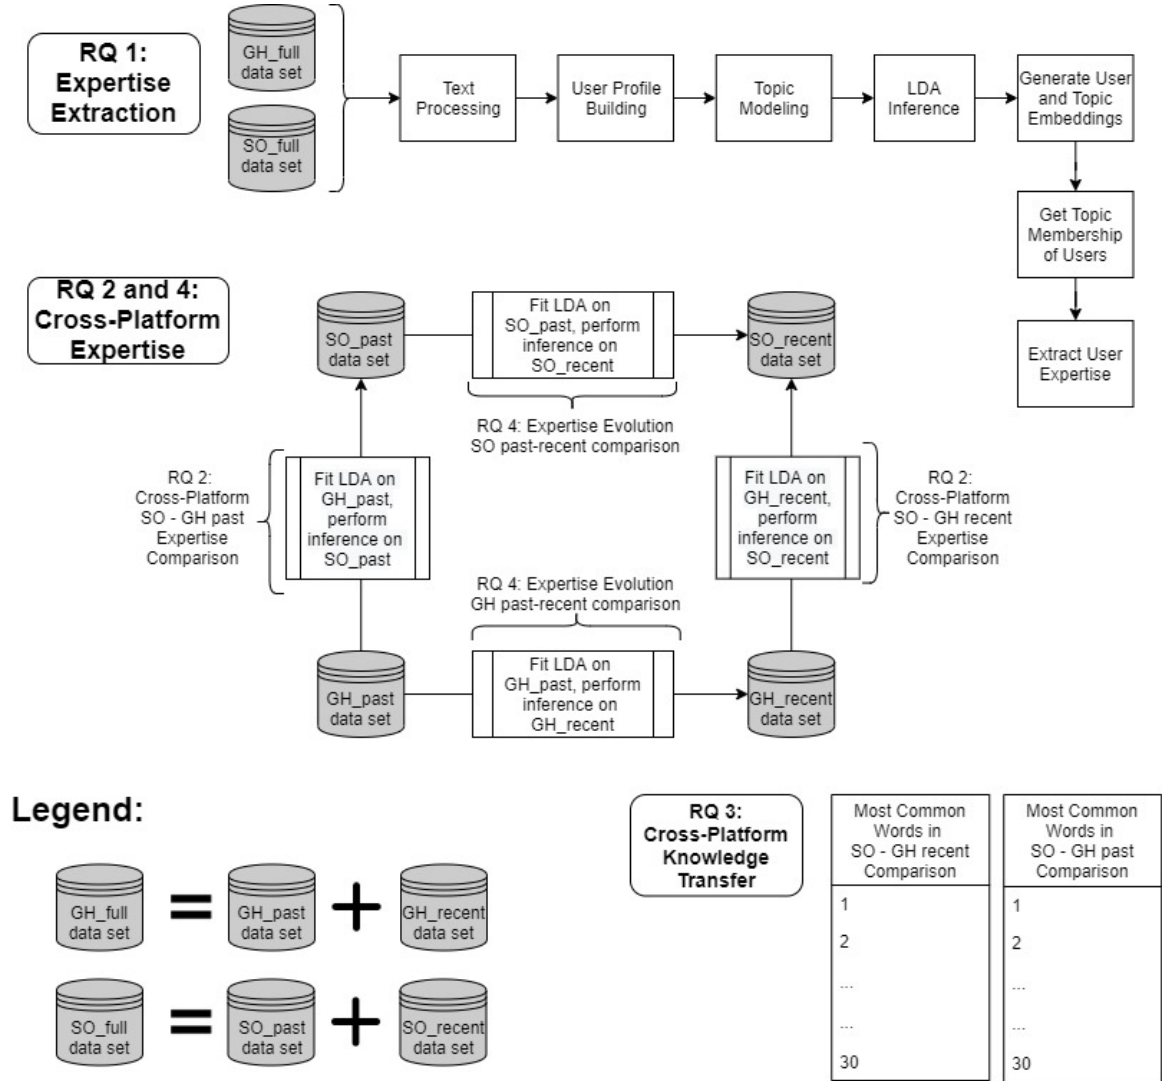 RQ 1:
Expertise
Extraction
GH_full
data set
SO_full
data set
Text
Processing
User Profile
Building
Topic
Modeling
LDA
Inference
Generate User
and Topic
Embeddings
Get Topic
Membership
of Users
Extract User
Expertise
RQ 2 and 4:
Cross-Platform
Expertise
SO_past
data set
Fit LDA on
SO_past, perform
inference on
SO_recent
SO_recent
data set
RQ 4: Expertise Evolution
SO past-recent comparison
RQ 2:
Cross-Platform
SO - GH past
Expertise
Comparison
Fit LDA on
GH_past,
perform
inference on
SO_past
Fit LDA on
GH_recent,
perform
inference on
SO_recent
RQ 2:
Cross-Platform
SO - GH recent
Expertise
Comparison
RQ 4: Expertise Evolution
GH past-recent comparison
GH_past
data set
Fit LDA on
GH_past, perform
inference on
GH_recent
GH_recent
data set
Legend:
GH_full
data set
=
GH_past
data set
+
GH_recent
data set
SO_full
data set
=
SO_past
data set
+
SO_recent
data set
RQ 3:
Cross-Platform
Knowledge
Transfer
Most Common
Words in
SO - GH recent
Comparison
1
2
...
...
30
Most Common
Words in
SO - GH past
Comparison
1
2
...
...
30